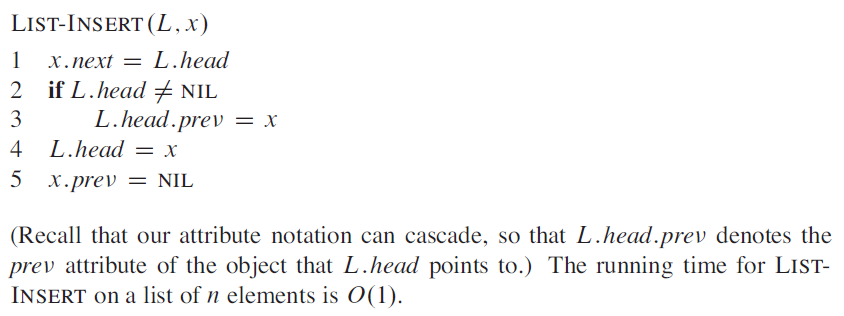 LIST-INSERT(L, x)
1 x.next = L.head
2 if L.head ≠ NIL
3 L.head.prev = x
4 L.head = x
5 x.prev = NIL
(Recall that our attribute notation can cascade, so that L.head.prev denotes the
prev attribute of the object that L.head points to.) The running time for LIST-
INSERT on a list of n elements is O(1).